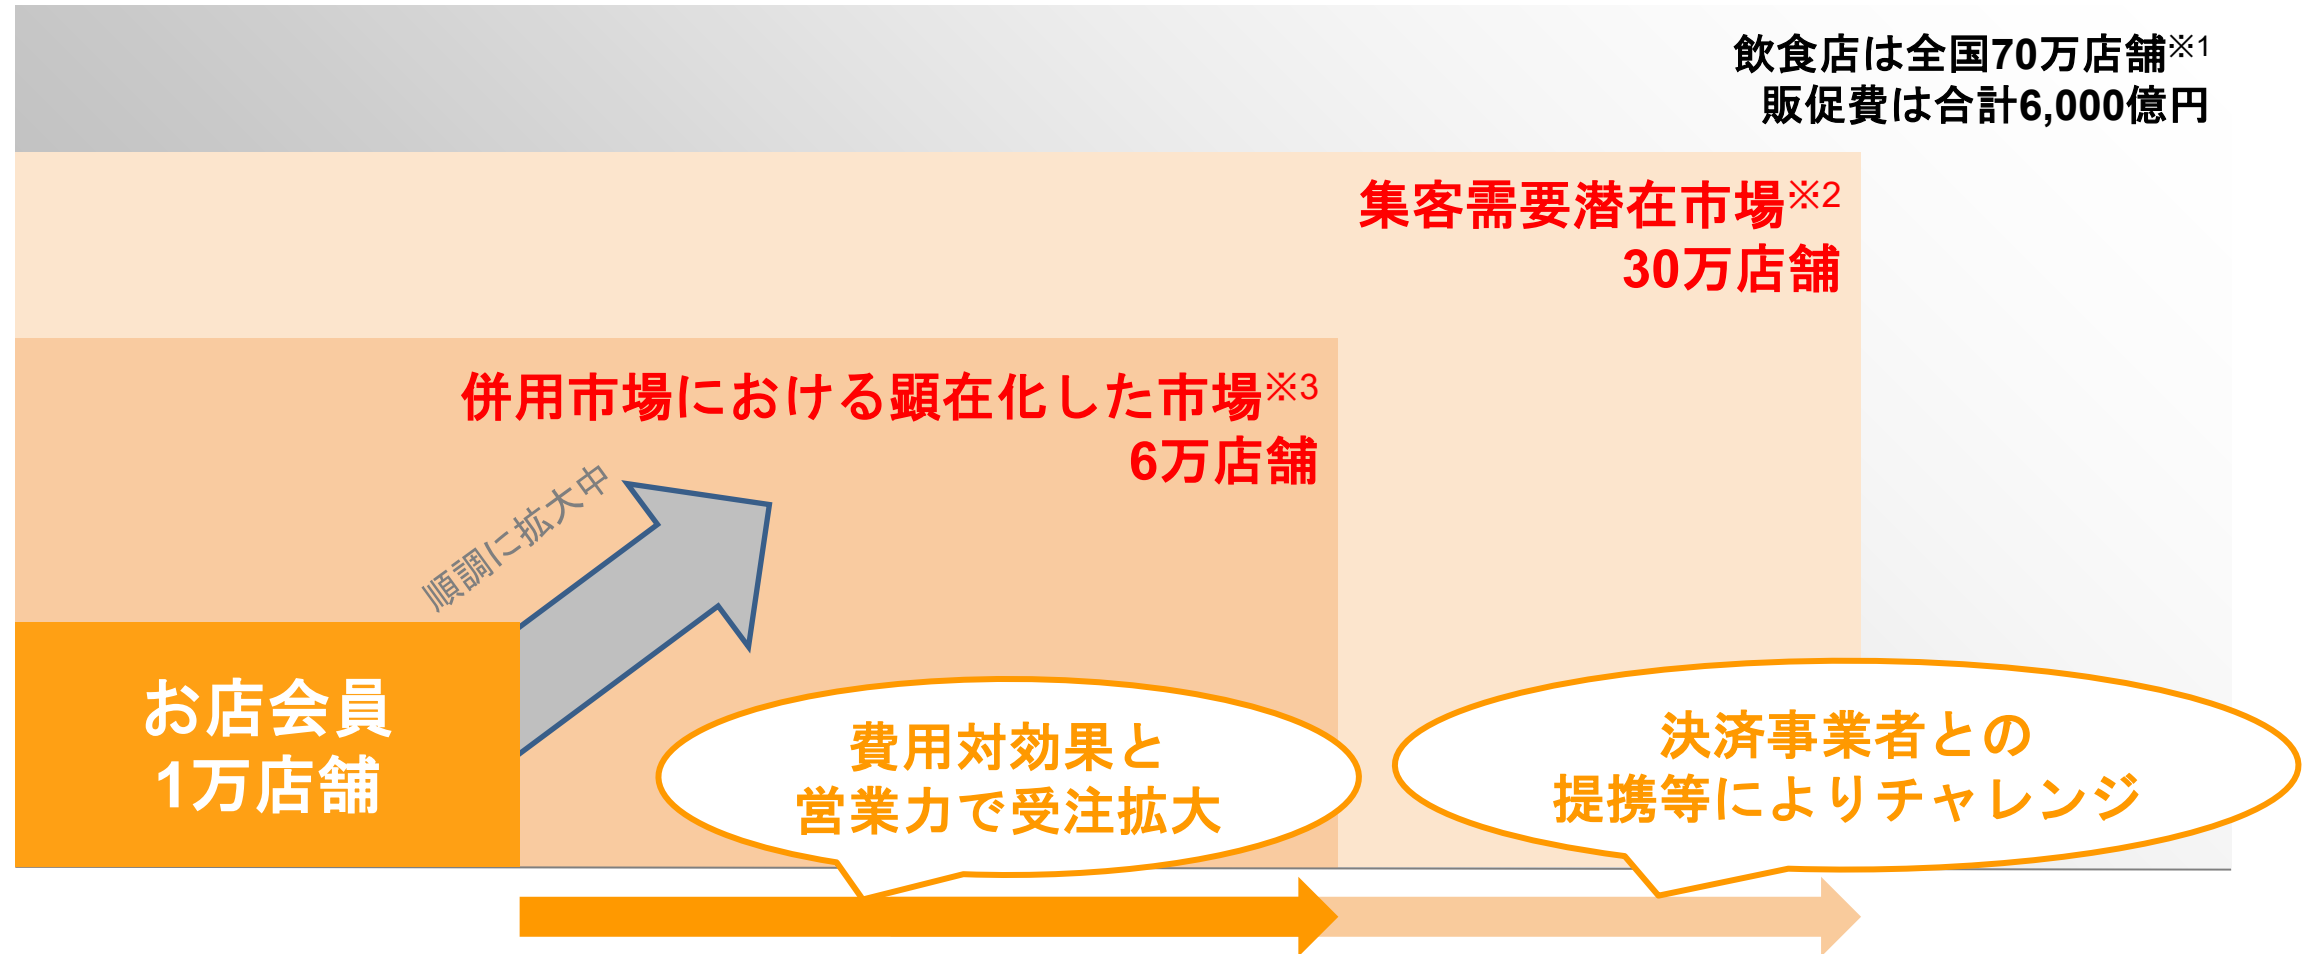 飲食店は全国70万店舗※1
販促費は合計6,000億円
集客需要潜在市場※2
30万店舗
併用市場における顕在化した市場※3
6万店舗
順調に拡大中
お店会員
1万店舗
費用対効果と
営業力で受注拡大
決済事業者との
提携等によりチャレンジ